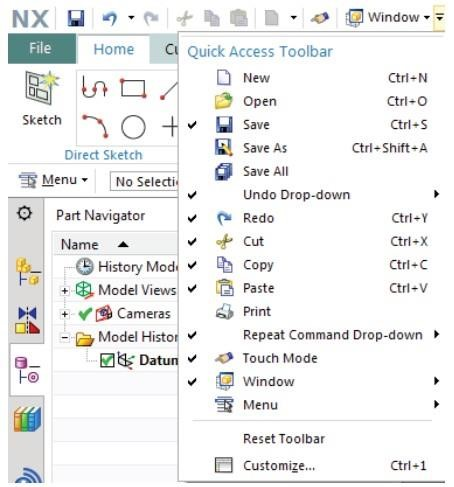 NX
Window
File
Home
Cu
Sketch
Direct Sketch
Menu
No Selecti
Part Navigator
Name
History Mode
Model Views
Cameras
Model Histor
Datum
Quick Access Toolbar
New Ctrl+N
Open Ctrl+O
Save Ctrl+S
Save As Ctrl+Shift+A
Save All
Undo Drop-down
Redo Ctrl+Y
Cut Ctrl+X
Copy Ctrl+C
Paste Ctrl+V
Print
Repeat Command Drop-down
Touch Mode
Window
Menu
Reset Toolbar
Customize... Ctrl+1